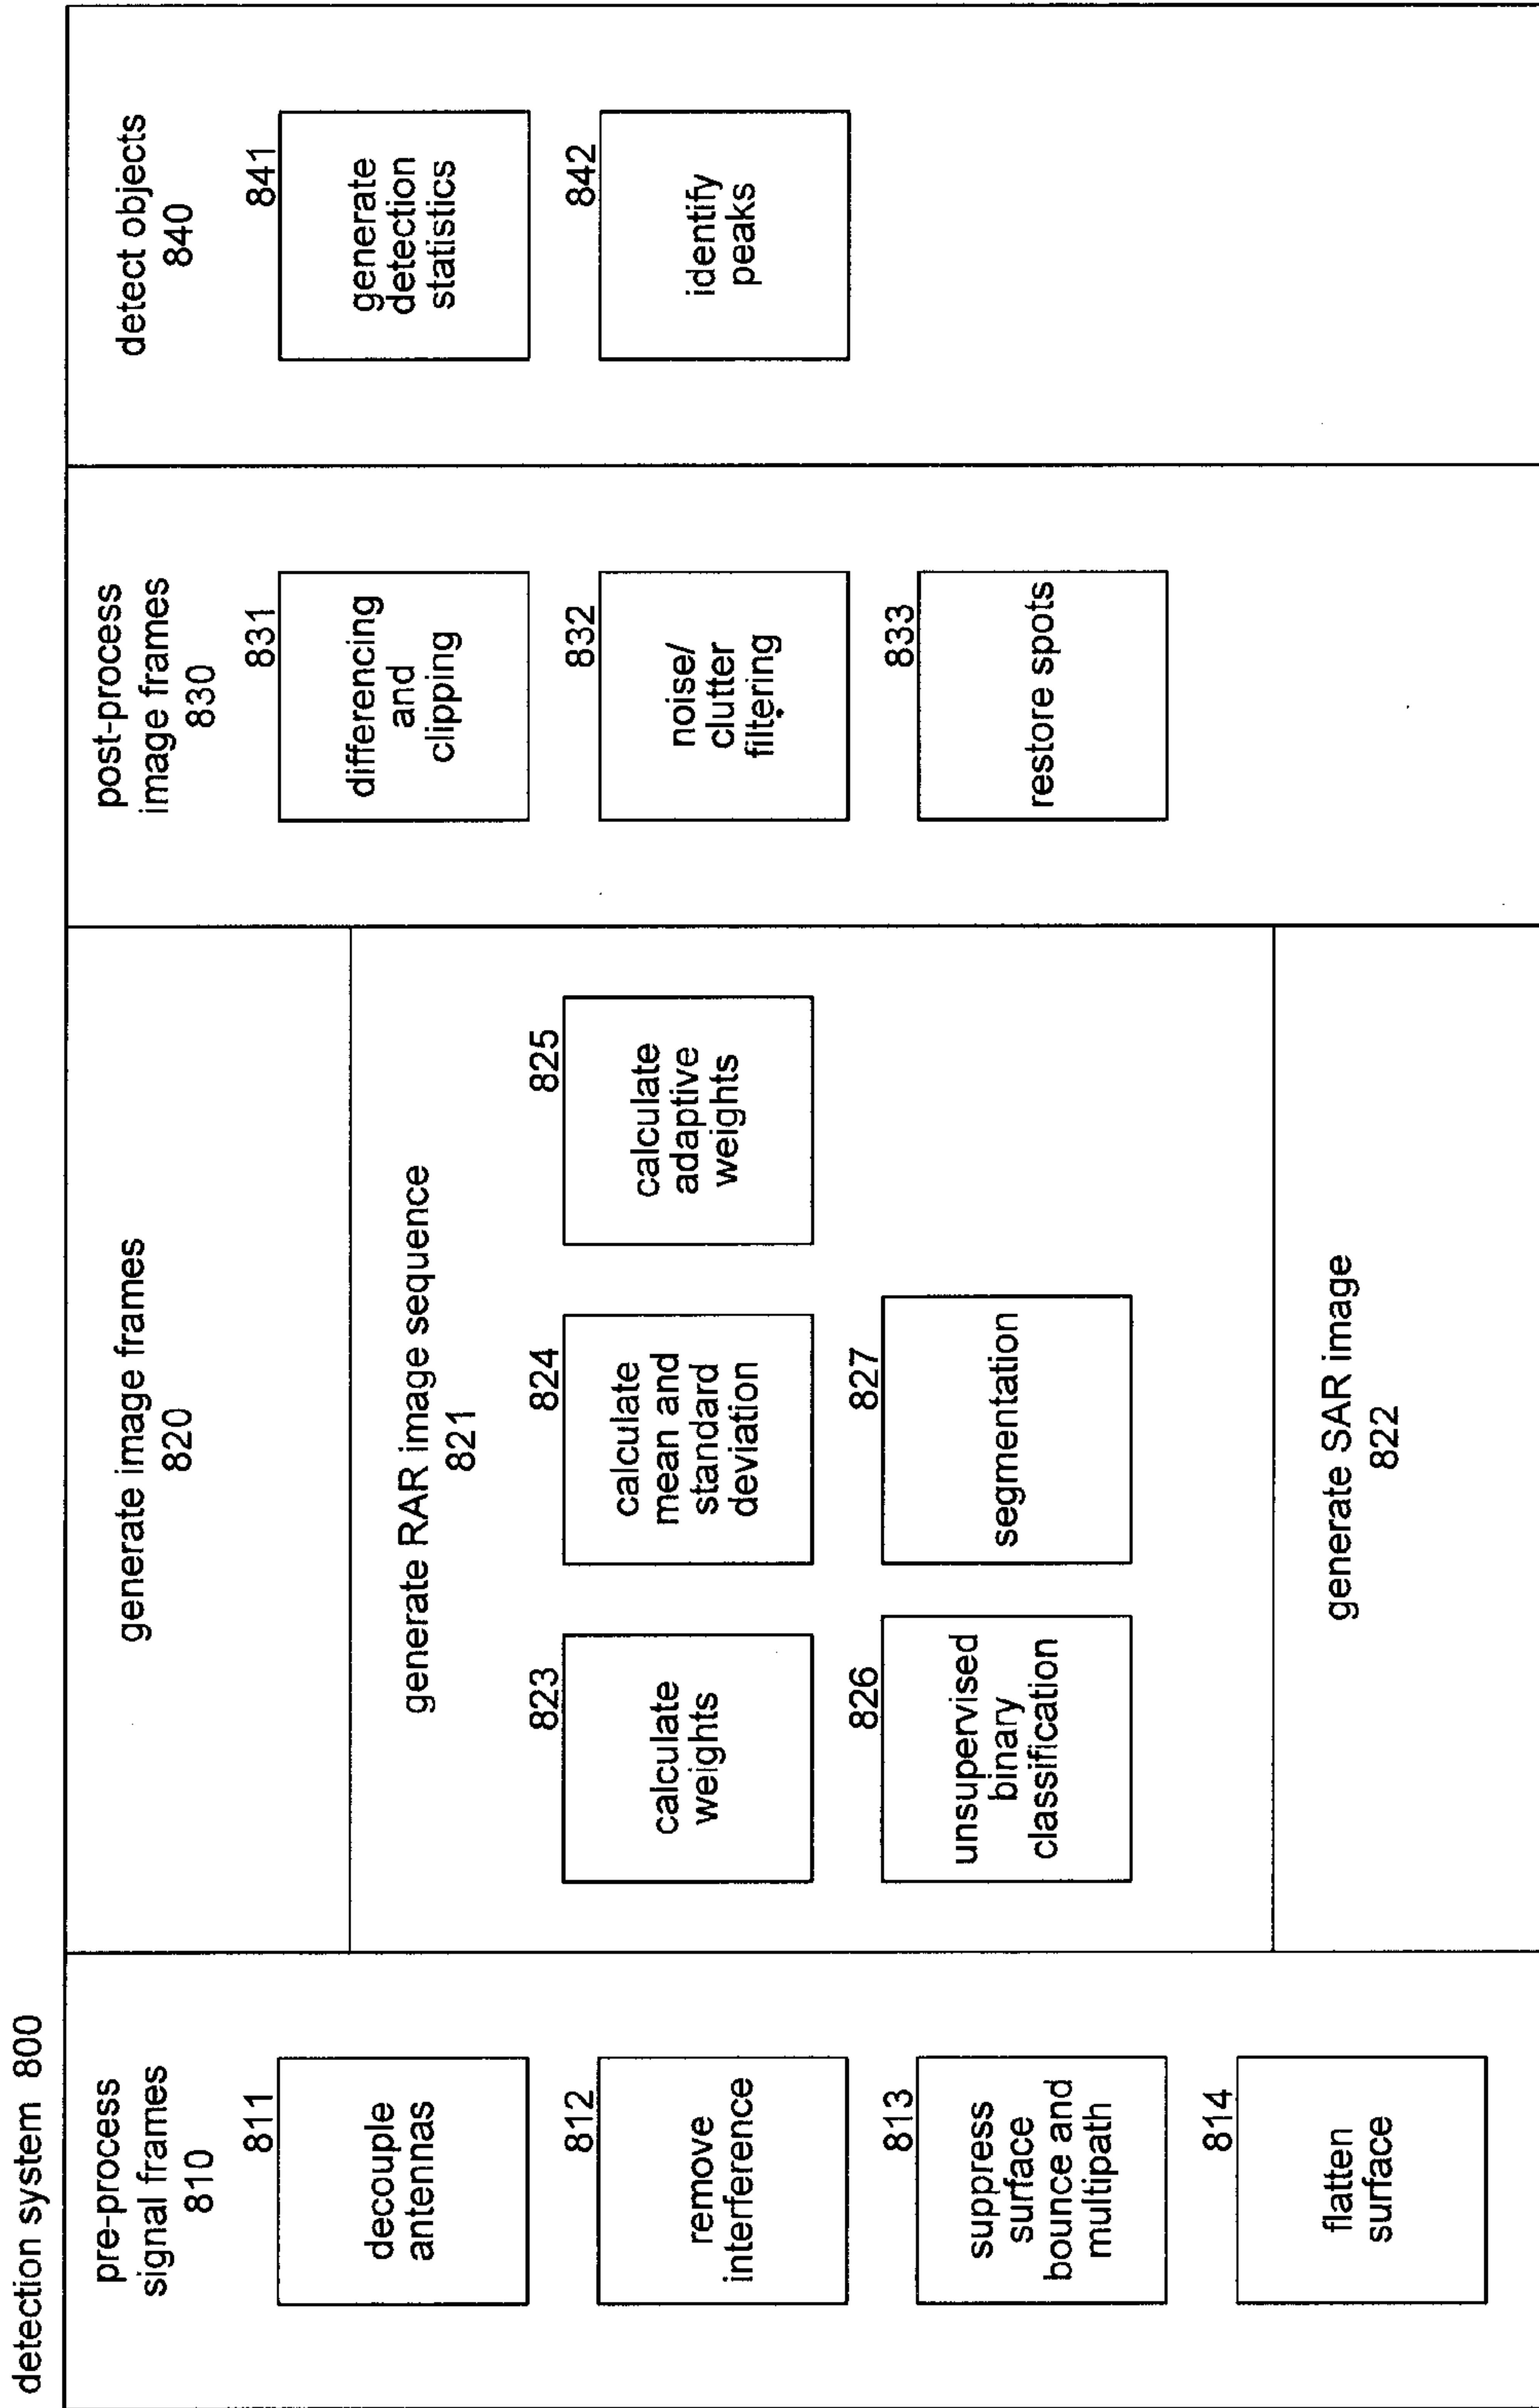 detection system 800
pre-process
signal frames
810
811
decouple
antennas
812
remove
interference
813
suppress
surface
bounce and
multipath
814
flatten
surface
generate image frames
820
generate RAR image sequence
821
823
calculate
weights
824
calculate
mean and
standard
deviation
825
calculate
adaptive
weights
826
unsupervised
binary
classification
827
segmentation
generate SAR image
822
post-process
image frames
830
831
differencing
and
clipping
832
noise/
clutter
filtering
833
restore spots
detect objects
840
841
generate
detection
statistics
842
identify
peaks